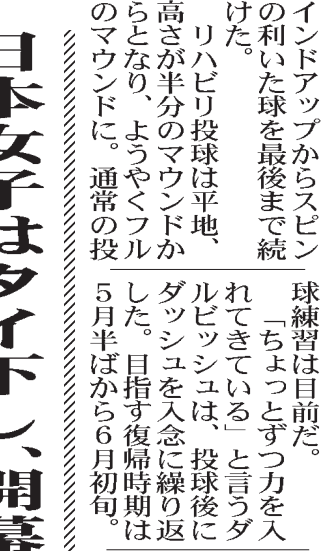 インドアップからスピン
の利いた球を最後まで続
けた。
リハビリ投球は平地、
高さが半分のマウンドか
らとなり、ようやくフル
のマウンドに。通常の投
球練習は目前だ。
「ちょっとずつ力を入
れてきている」と言うダ
ルビッシュは、投球後に
ダッシュを入念に繰り返
した。目指す復帰時期は
５月半ばから６月初旬。
日本女子はタイ下し、開幕